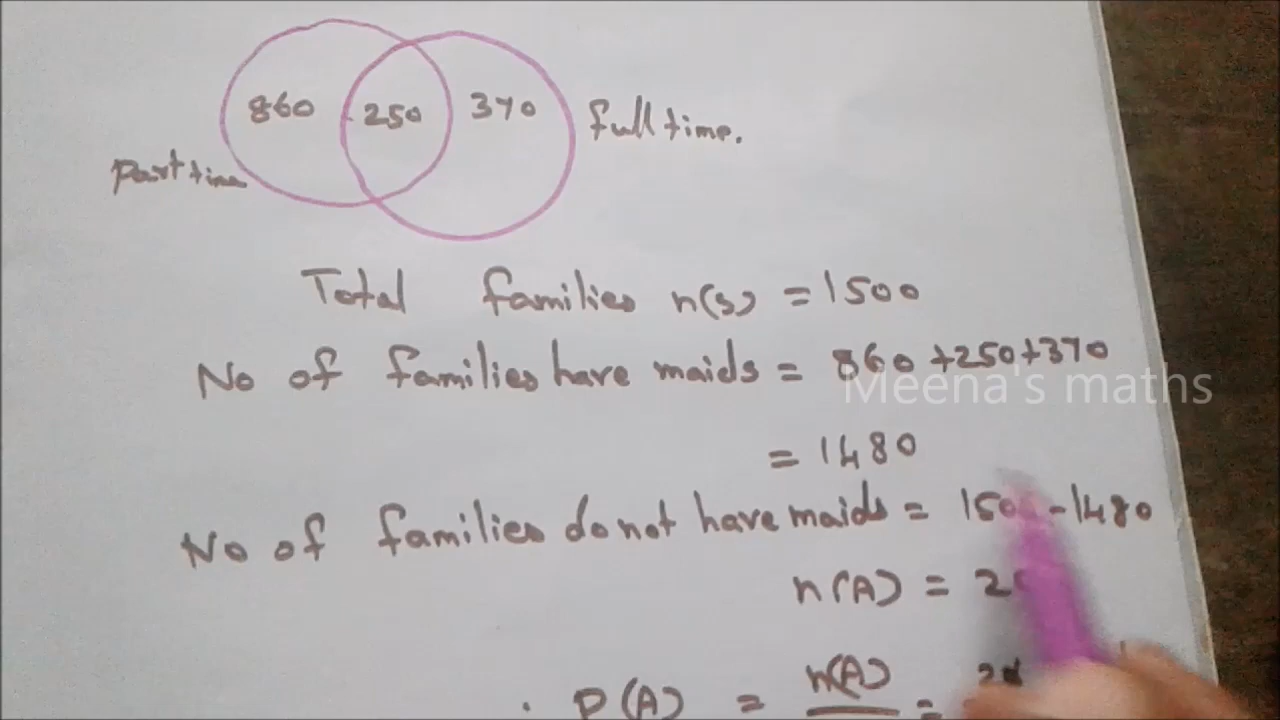 860 250 370 full time.
Part time
Total families n(s) = 1500
No of families have maids = 860+250+370
Meena's maths
= 1480
No of families do not have maids = 1500-1480
n(A) =
P(A) = n(A) =